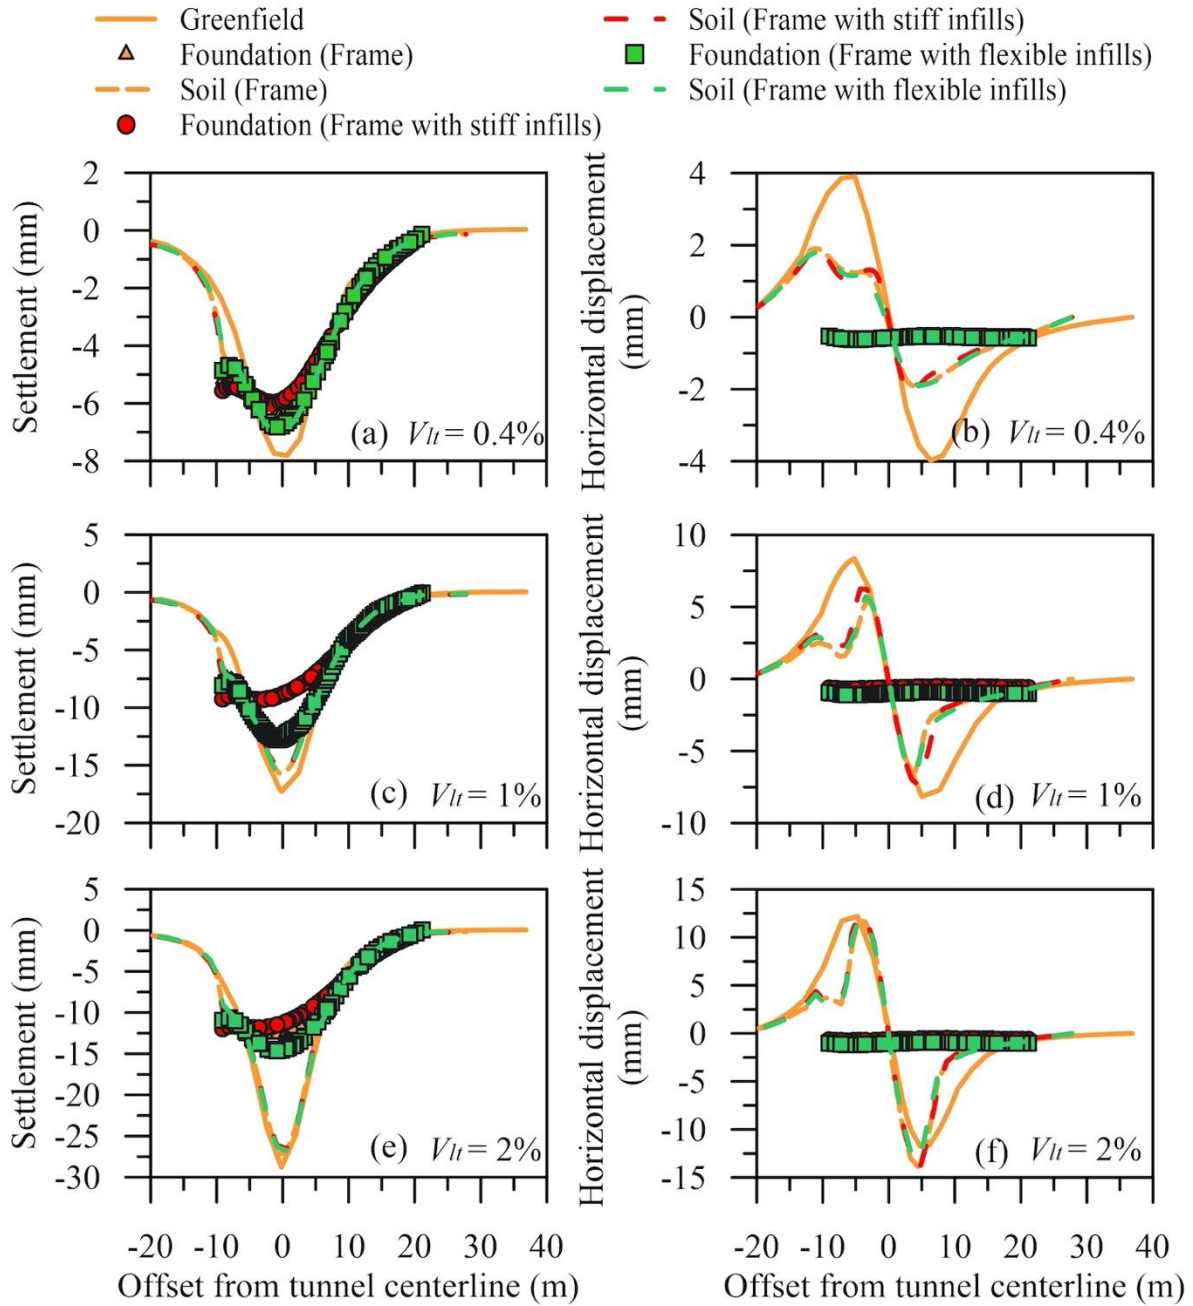 Greenfield
Foundation (Frame)
Soil (Frame)
Foundation (Frame with stiff infills)
Soil (Frame with stiff infills)
Foundation (Frame with flexible infills)
Soil (Frame with flexible infills)
Settlement (mm)
2
0
-2
-4
-6
-8
(a) Vlt = 0.4%
Horizontal displacement
(mm)
4
2
0
-2
-4
(b) Vlt = 0.4%
Settlement (mm)
5
0
-5
-10
-15
-20
(c) Vlt = 1%
Horizontal displacement
(mm)
10
5
0
-5
-10
(d) Vlt = 1%
Settlement (mm)
5
0
-5
-10
-15
-20
-25
-30
(e) Vlt = 2%
-20 -10 0 10 20 30 40
Offset from tunnel centerline (m)
Horizontal displacement
(mm)
15
10
5
0
-5
-10
-15
(f) Vlt = 2%
-20 -10 0 10 20 30 40
Offset from tunnel centerline (m)